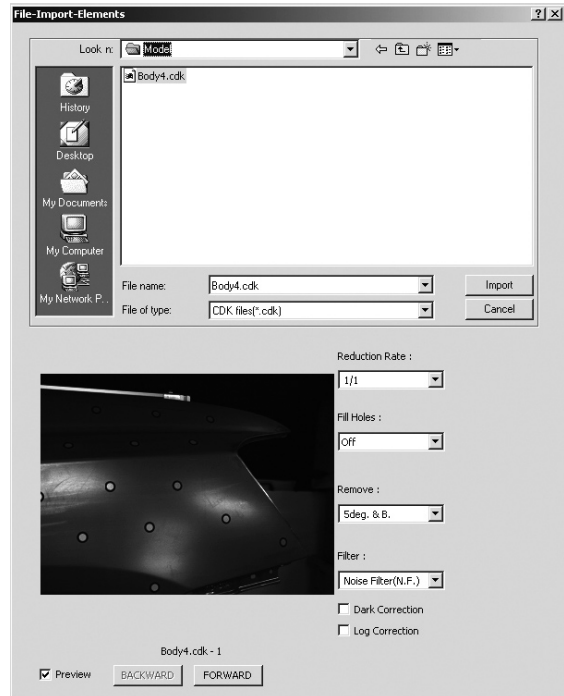 File-Import-Elements
Look n:
Model
Body4.cdk
History
Desktop
My Documents
My Computer
My Network P...
File name:
Body4.cdk
Import
File of type:
CDK files(*.cdk)
Cancel
Reduction Rate :
1/1
Fill Holes :
Off
Remove :
5deg. & B.
Filter :
Noise Filter(N.F.)
Dark Correction
Log Correction
Body4.cdk - 1
Preview
BACKWARD
FORWARD